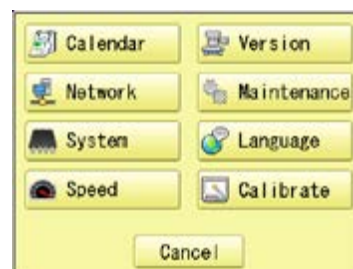 Calendar
Version
Network
Maintenance
System
Language
Speed
Calibrate
Cancel